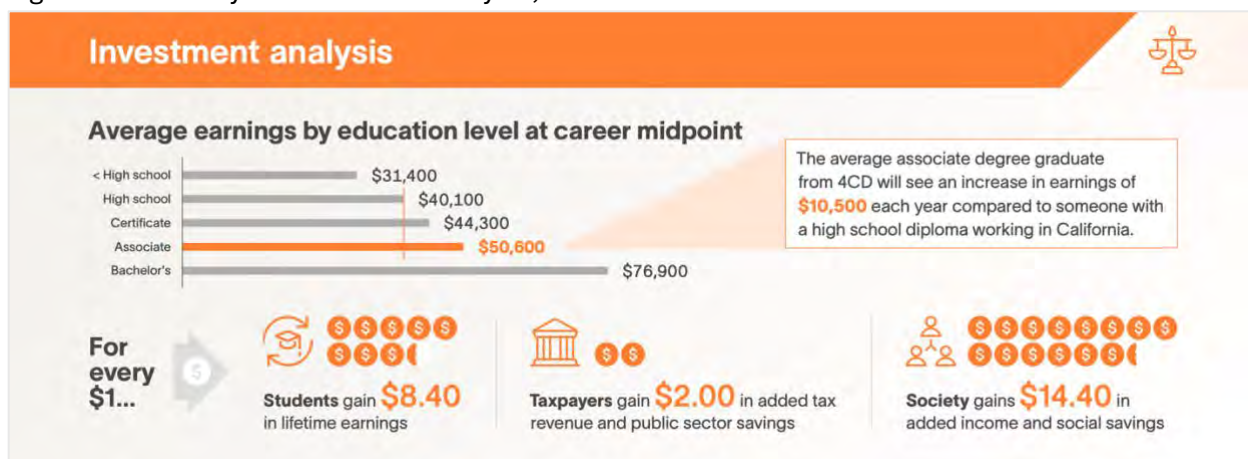 Investment analysis
Average earnings by education level at career midpoint
< High school $31,400
High school $40,100
Certificate $44,300
Associate $50,600
Bachelor's $76,900
The average associate degree graduate
from 4CD will see an increase in earnings of
$10,500 each year compared to someone with
a high school diploma working in California.
For
every
$1...
Students gain $8.40
in lifetime earnings
Taxpayers gain $2.00 in added tax
revenue and public sector savings
Society gains $14.40 in
added income and social savings